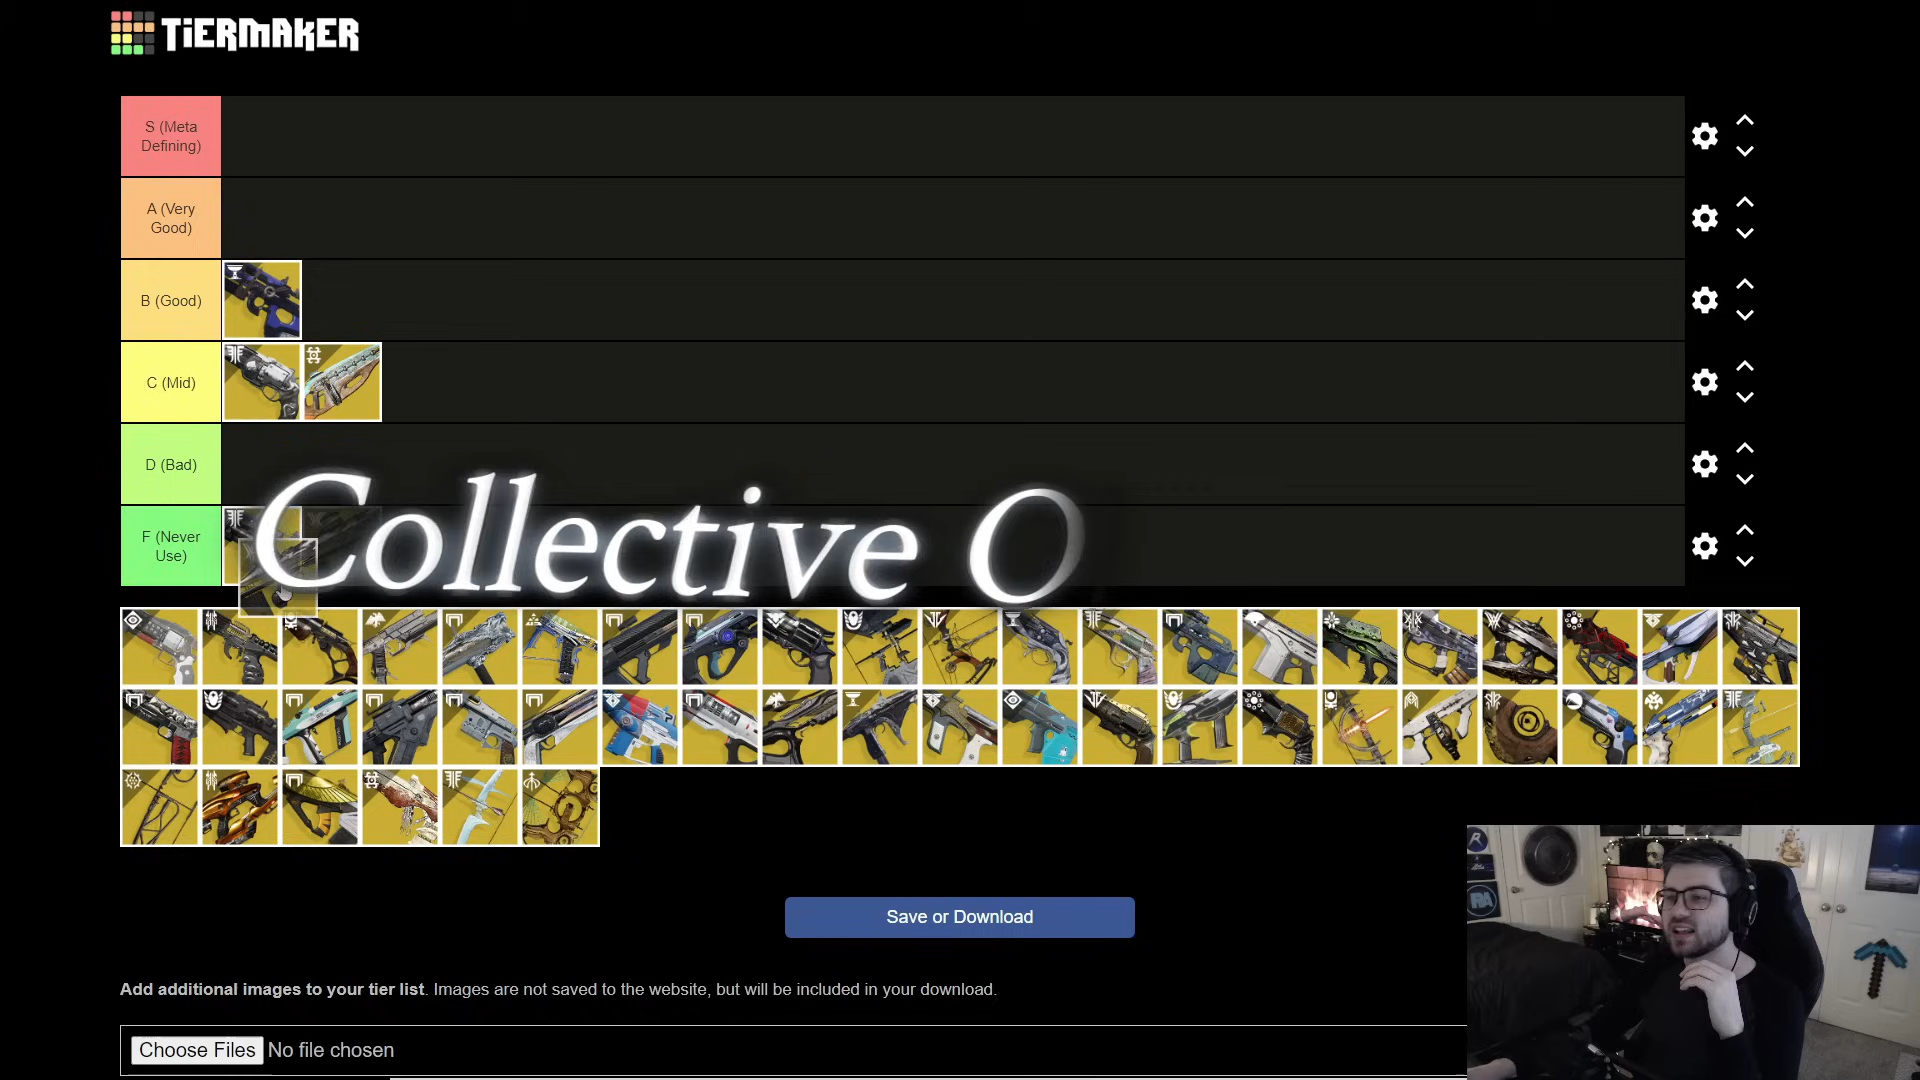 TIERMAKER
S (Meta
Defining)
A (Very
Good)
B (Good)
C (Mid)
D (Bad)
F (Never
Use)
Collective O
Save or Download
Add additional images to your tier list. Images are not saved to the website, but will be included in your download.
Choose Files No file chosen
RA